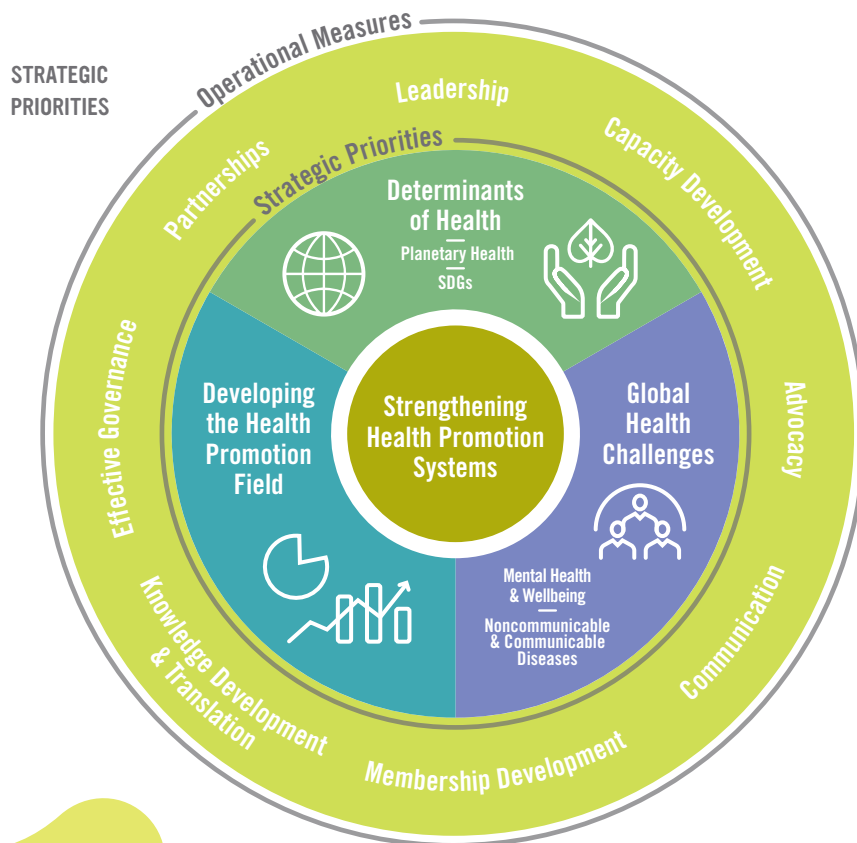 STRATEGIC
PRIORITIES
Operational Measures
Leadership
Capacity Development
Advocacy
Communication
Membership Development
Knowledge Development
& Translation
Effective Governance
Partnerships
Strategic Priorities
Determinants
of Health
Planetary Health
SDGs
Global
Health
Challenges
Mental Health
& Wellbeing
Noncommunicable
& Communicable
Diseases
Developing
the Health
Promotion
Field
Strengthening
Health Promotion
Systems